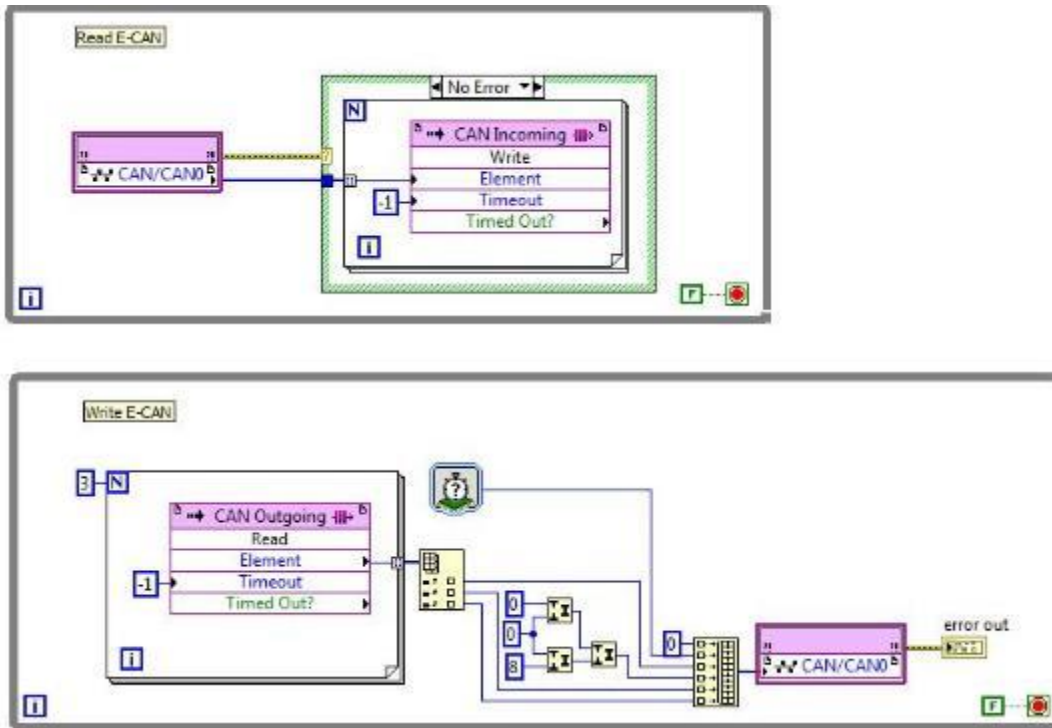 Read E-CAN
No Error
N
CAN Incoming
Write
CAN/CAN0
Element
-1
Timeout
Timed Out?
i
i
F
Write E-CAN
3
N
?
CAN Outgoing
Read
Element
-1
Timeout
Timed Out?
0
0
8
0
error out
CAN/CAN0
i
i
F